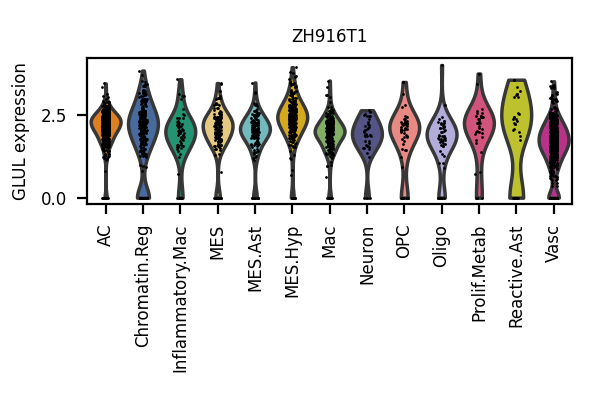 ZH916T1
GLUL expression
2.5
0.0
AC
Chromatin.Reg
Inflammatory.Mac
MES
MES.Ast
MES.Hyp
Mac
Neuron
OPC
Oligo
Prolif.Metab
Reactive.Ast
Vasc